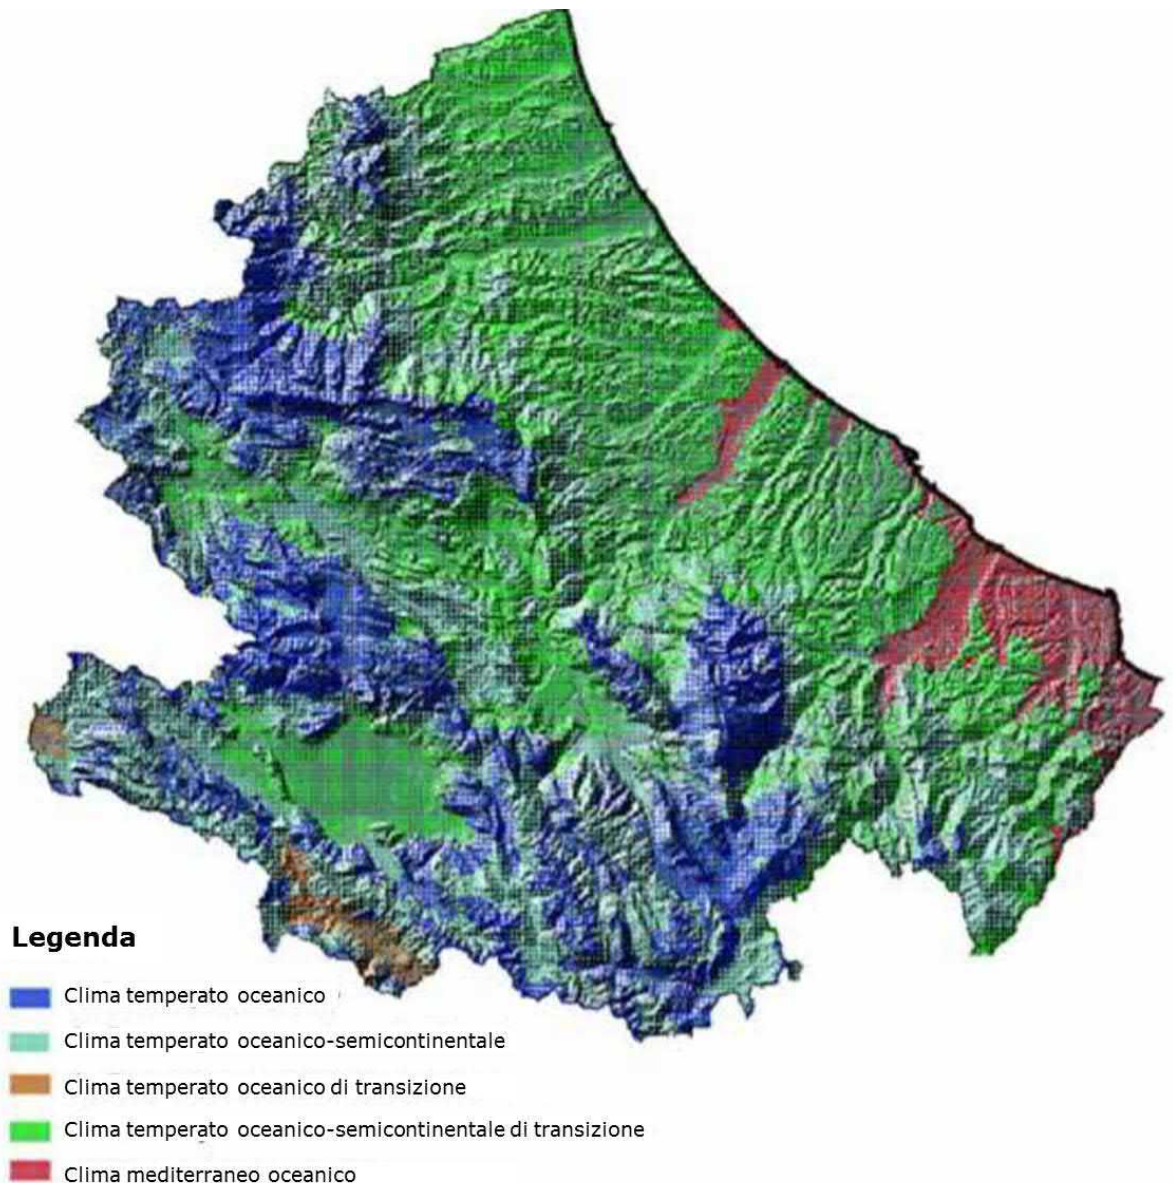 Legenda
Clima temperato oceanico
Clima temperato oceanico-semicontinentale
Clima temperato oceanico di transizione
Clima temperato oceanico-semicontinentale di transizione
Clima mediterraneo oceanico